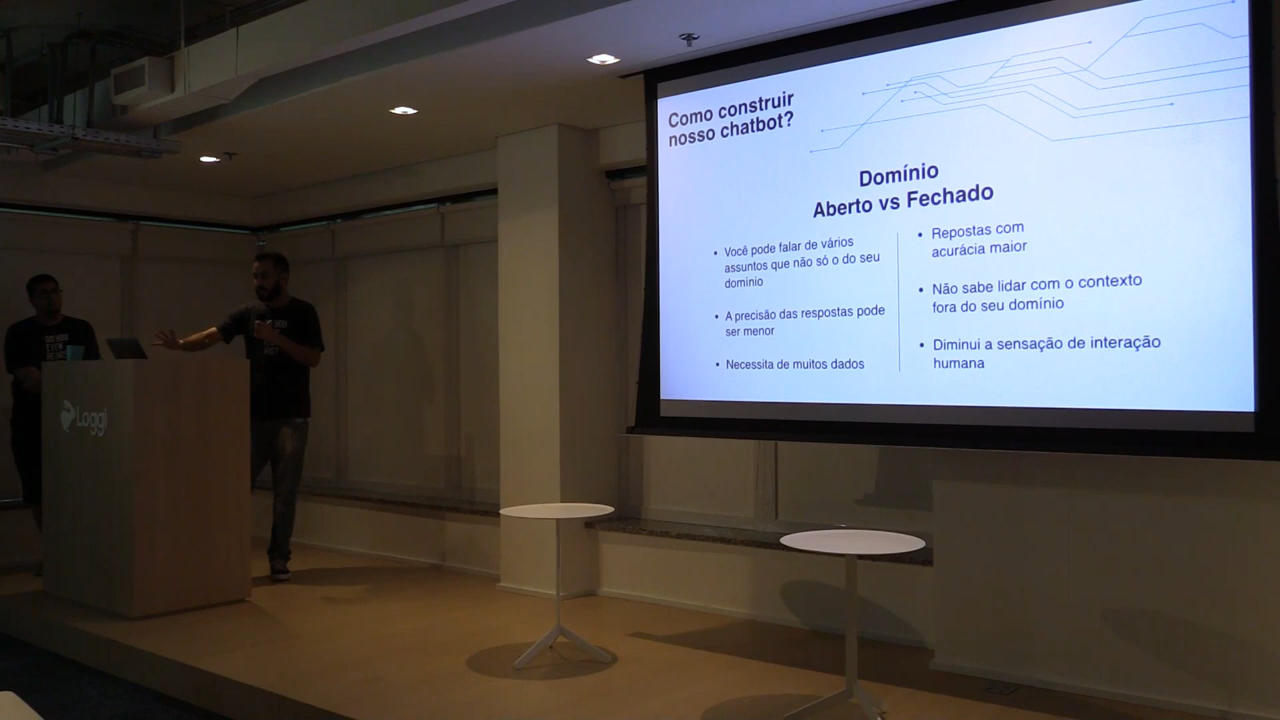 Como construir
nosso chatbot?
Domínio
Aberto vs Fechado
• Você pode falar de vários
assuntos que não só o do seu
domínio
• A precisão das respostas pode
ser menor
• Necessita de muitos dados
• Repostas com
acurácia maior
• Não sabe lidar com o contexto
fora do seu domínio
• Diminui a sensação de interação
humana
Loggi